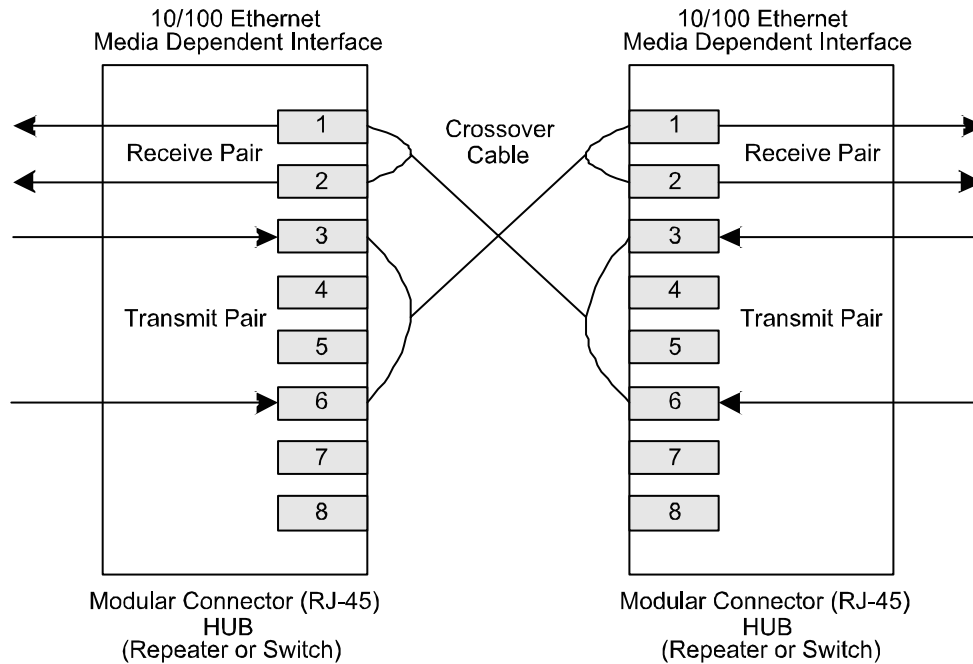 10/100 Ethernet
Media Dependent Interface
10/100 Ethernet
Media Dependent Interface
1
Receive Pair
2
3
4
Transmit Pair
5
6
7
8
Crossover
Cable
1
Receive Pair
2
3
4
Transmit Pair
5
6
7
8
Modular Connector (RJ-45)
HUB
(Repeater or Switch)
Modular Connector (RJ-45)
HUB
(Repeater or Switch)